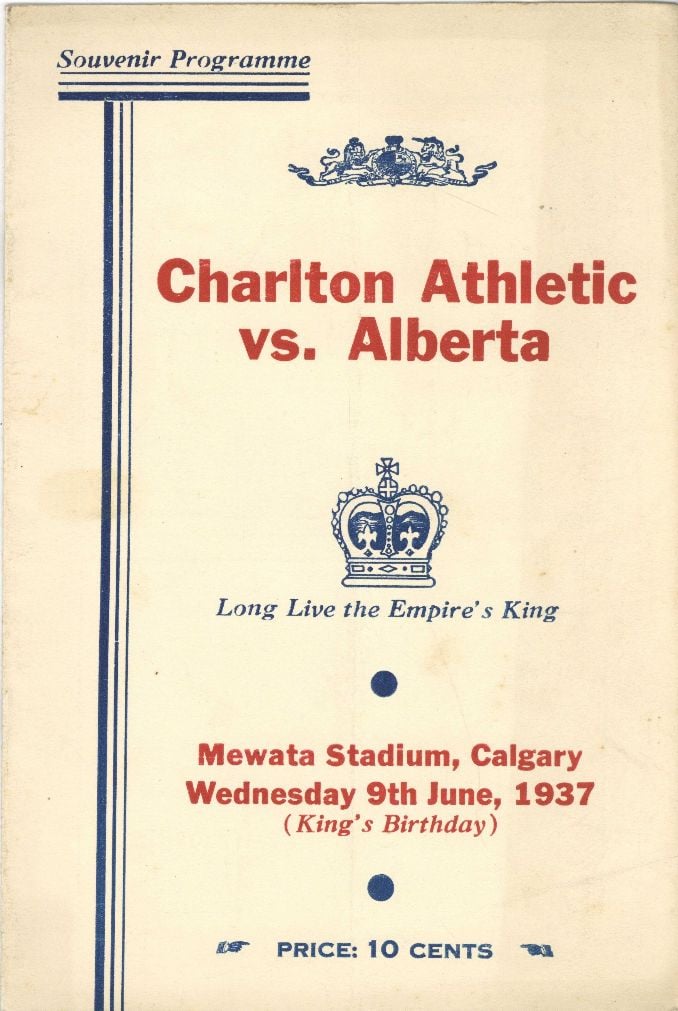 Souvenir Programme
Charlton Athletic
vs. Alberta
Long Live the Empire's King
Mewata Stadium, Calgary
Wednesday 9th June, 1937
(King's Birthday)
PRICE: 10 CENTS